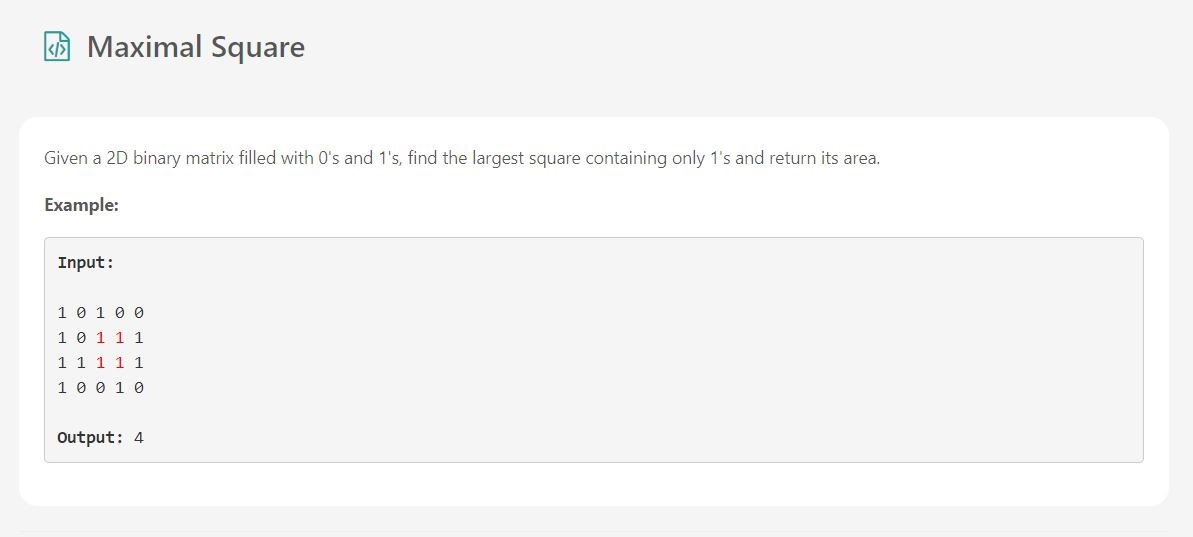 Maximal Square
Given a 2D binary matrix filled with 0's and 1's, find the largest square containing only 1's and return its area.
Example:
Input:
1 0 1 0 0
1 0 1 1 1
1 1 1 1 1
1 0 0 1 0
Output: 4